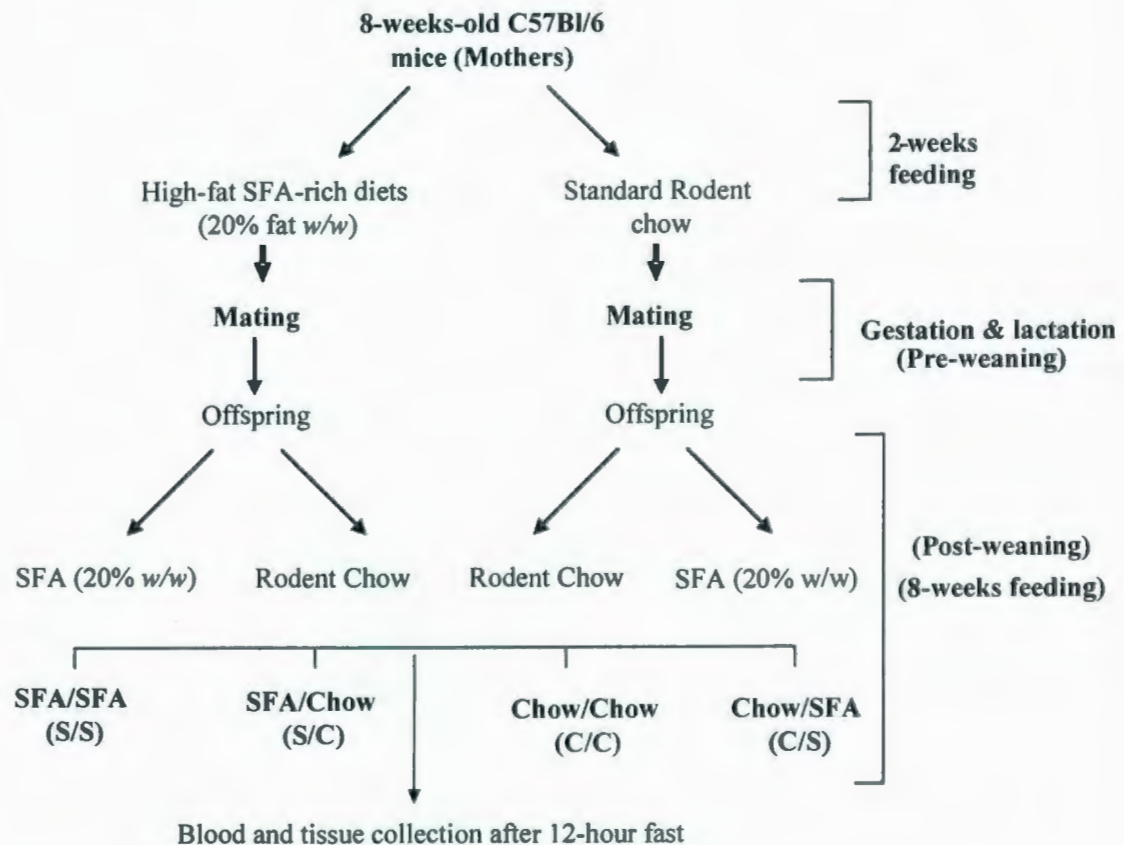 8-weeks-old C57Bl/6
mice (Mothers)
2-weeks
feeding
High-fat SFA-rich diets
(20% fat w/w)
Standard Rodent
chow
Mating
Mating
Gestation & lactation
(Pre-weaning)
Offspring
Offspring
(Post-weaning)
(8-weeks feeding)
SFA (20% w/w)
Rodent Chow
Rodent Chow
SFA (20% w/w)
SFA/SFA
(S/S)
SFA/Chow
(S/C)
Chow/Chow
(C/C)
Chow/SFA
(C/S)
Blood and tissue collection after 12-hour fast